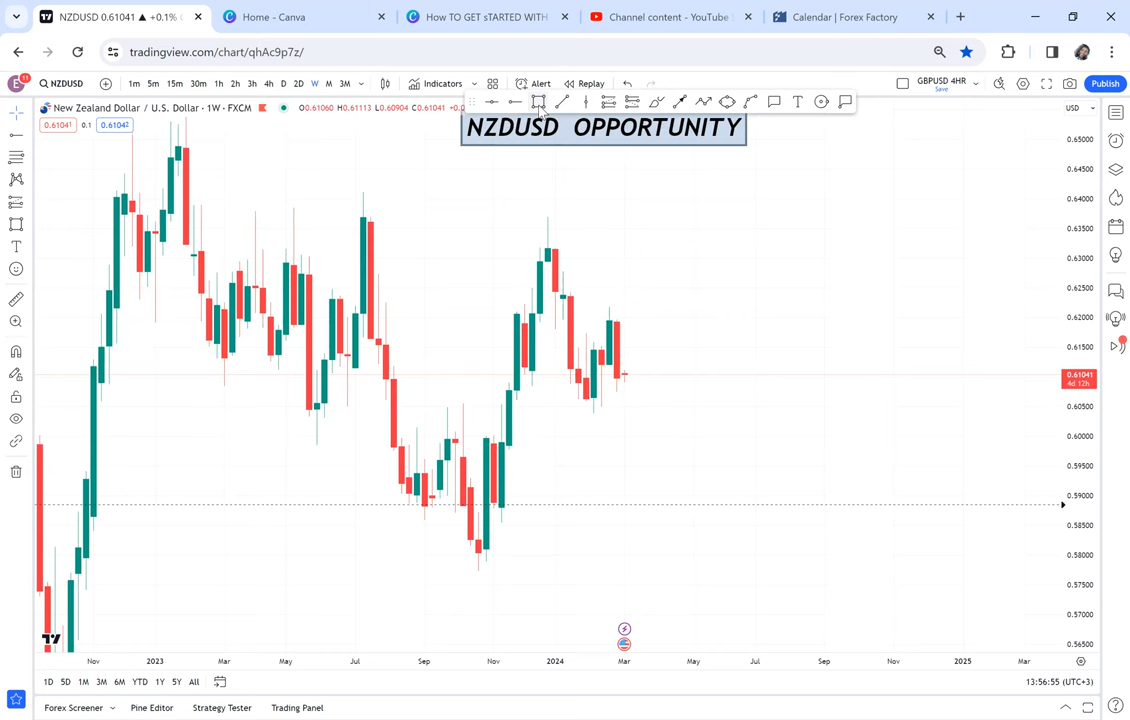 NZDUSD 0.61041 ▲ +0.1%
Home - Canva
How TO GET sTARTED WITH
Channel content - YouTube
Calendar | Forex Factory
tradingview.com/chart/qhAc9p7z/
E
11
NZDUSD
1m 5m 15m 30m 1h 2h 3h 4h D 2D W M 3M
Indicators
Alert
Replay
GBPUSD 4HR
Save
Publish
New Zealand Dollar / U.S. Dollar · 1W · FXCM
O0.61060 H0.61113 L0.60904 C0.61041
61041 0.1 0.61042
NZDUSD OPPORTUNITY
USD
0.65000
0.64500
0.64000
0.63500
0.63000
0.62500
0.62000
0.61500
0.61041
4d 12h
0.60500
0.60000
0.59500
0.59000
0.58500
0.58000
0.57500
0.57000
0.56500
Nov 2023 Mar May Jul Sep Nov 2024 Mar May Jul Sep Nov 2025 Mar
1D 5D 1M 3M 6M YTD 1Y 5Y All
13:56:55 (UTC+3)
Forex Screener
Pine Editor
Strategy Tester
Trading Panel